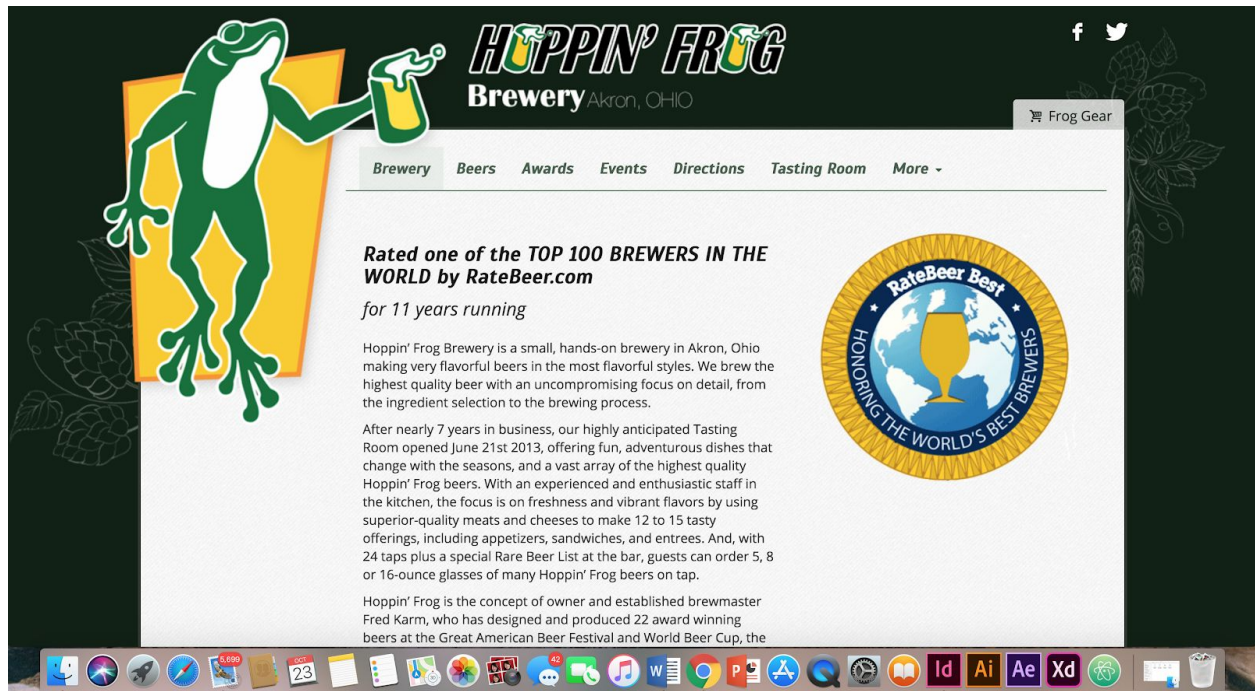 HOPPIN' FROG
Brewery Akron, OHIO
f
Frog Gear
Brewery Beers Awards Events Directions Tasting Room More
Rated one of the TOP 100 BREWERS IN THE
WORLD by RateBeer.com
for 11 years running
RateBeer Best
HONORING THE WORLD'S BEST BREWERS
Hoppin' Frog Brewery is a small, hands-on brewery in Akron, Ohio
making very flavorful beers in the most flavorful styles. We brew the
highest quality beer with an uncompromising focus on detail, from
the ingredient selection to the brewing process.
After nearly 7 years in business, our highly anticipated Tasting
Room opened June 21st 2013, offering fun, adventurous dishes that
change with the seasons, and a vast array of the highest quality
Hoppin' Frog beers. With an experienced and enthusiastic staff in
the kitchen, the focus is on freshness and vibrant flavors by using
superior-quality meats and cheeses to make 12 to 15 tasty
offerings, including appetizers, sandwiches, and entrees. And, with
24 taps plus a special Rare Beer List at the bar, guests can order 5, 8
or 16-ounce glasses of many Hoppin' Frog beers on tap.
Hoppin' Frog is the concept of owner and established brewmaster
Fred Karm, who has designed and produced 22 award winning
beers at the Great American Beer Festival and World Beer Cup, the
5,699
OCT
23
42
W
P
Id
Ai
Ae
Xd